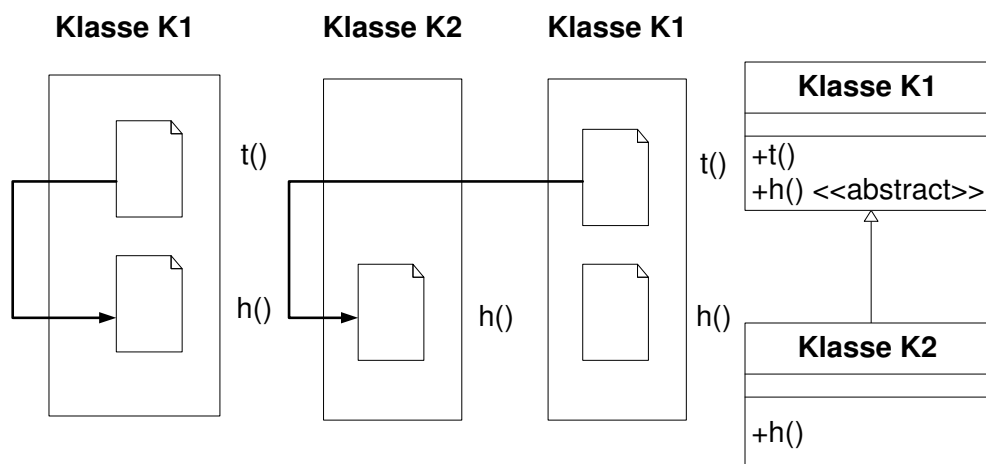 Klasse K1
Klasse K2
Klasse K1
Klasse K1
t()
t()
+t()
+h() <<abstract>>
h()
h()
h()
Klasse K2
+h()